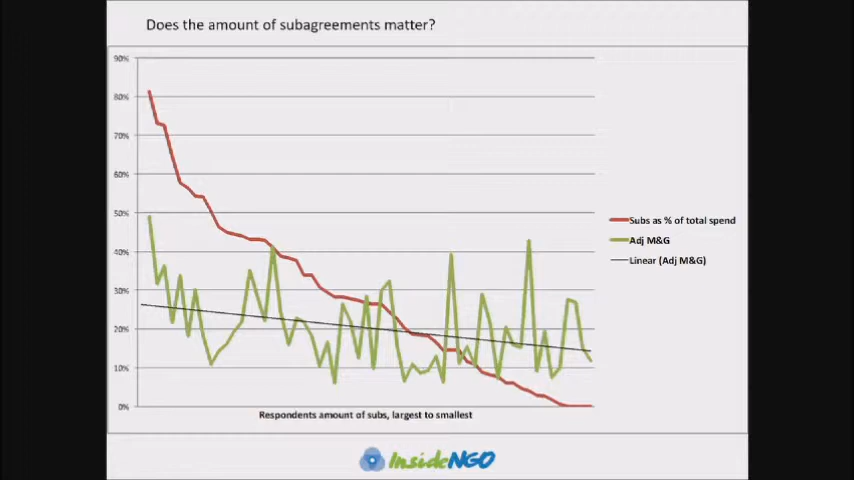 Does the amount of subagreements matter?
90%
80%
70%
60%
50%
40%
30%
20%
10%
0%
Subs as % of total spend
Adj M&G
Linear (Adj M&G)
Respondents amount of subs, largest to smallest
InsideNGO